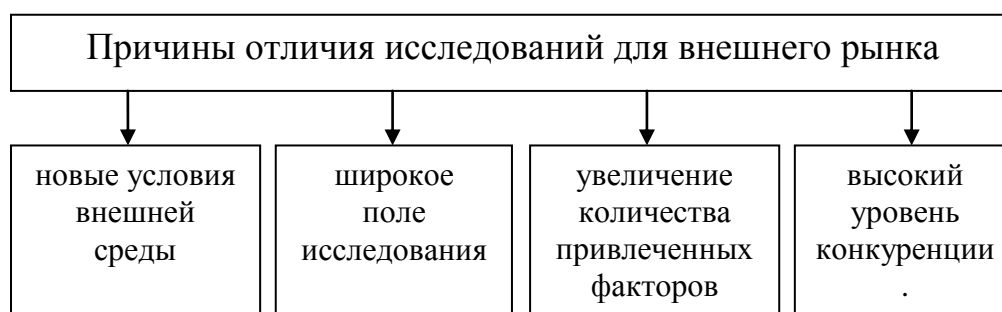 Причины отличия исследований для внешнего рынка
новые условия
внешней
среды
широкое
поле
исследования
увеличение
количества
привлеченных
факторов
высокий
уровень
конкуренции
.